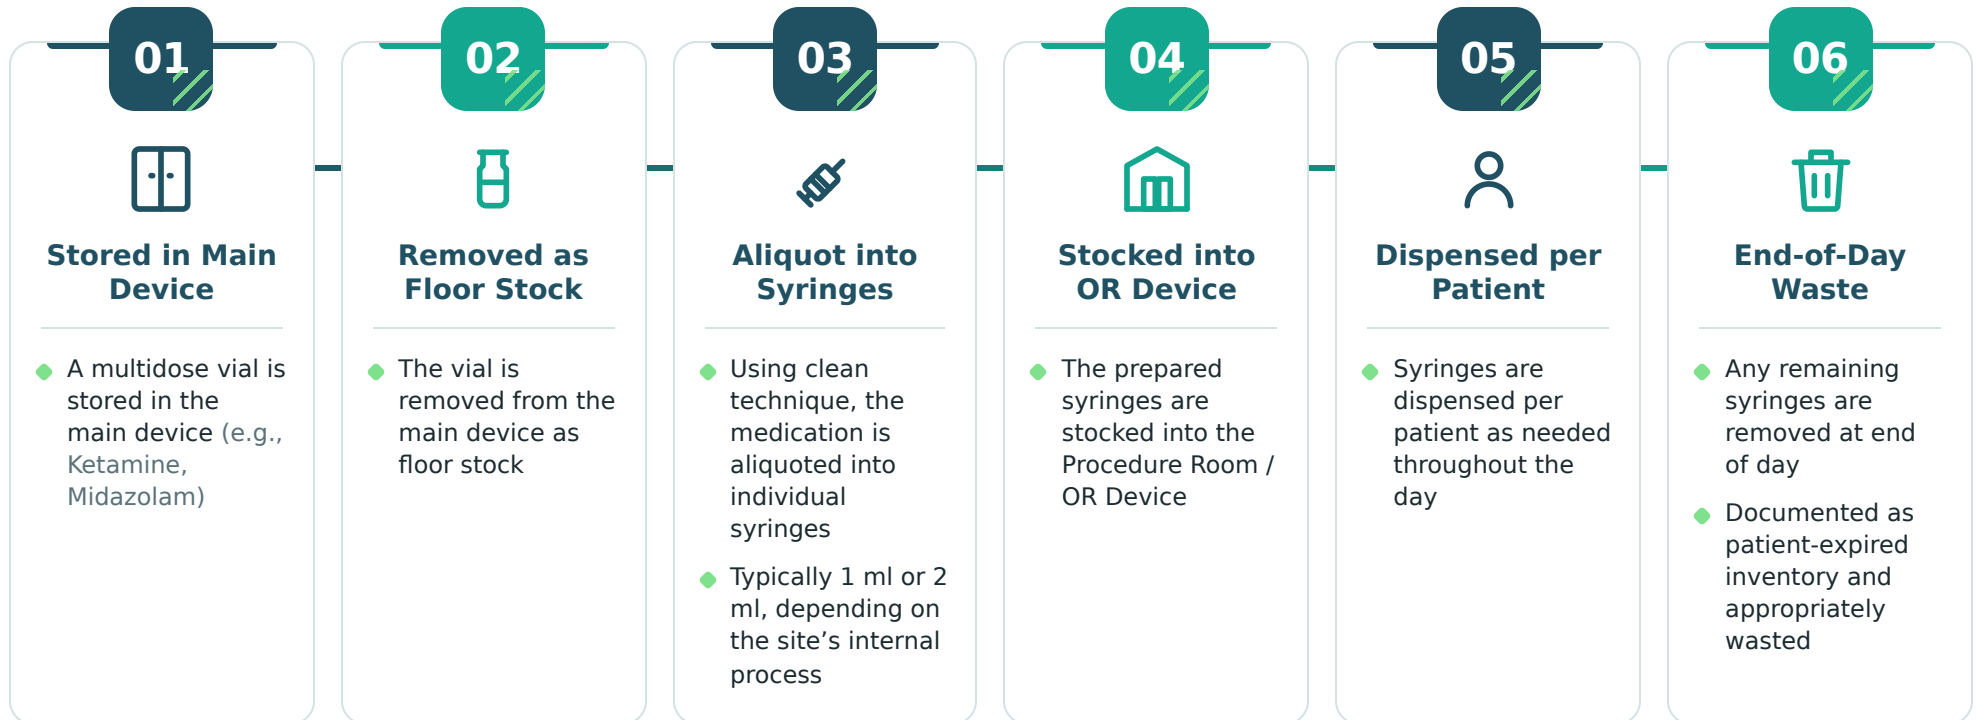 01
Stored in Main
Device
A multidose vial is
stored in the
main device (e.g.,
Ketamine,
Midazolam)
02
Removed as
Floor Stock
The vial is
removed from the
main device as
floor stock
03
Aliquot into
Syringes
Using clean
technique, the
medication is
aliquoted into
individual
syringes
Typically 1 ml or 2
ml, depending on
the site’s internal
process
04
Stocked into
OR Device
The prepared
syringes are
stocked into the
Procedure Room /
OR Device
05
Dispensed per
Patient
Syringes are
dispensed per
patient as needed
throughout the
day
06
End-of-Day
Waste
Any remaining
syringes are
removed at end
of day
Documented as
patient-expired
inventory and
appropriately
wasted